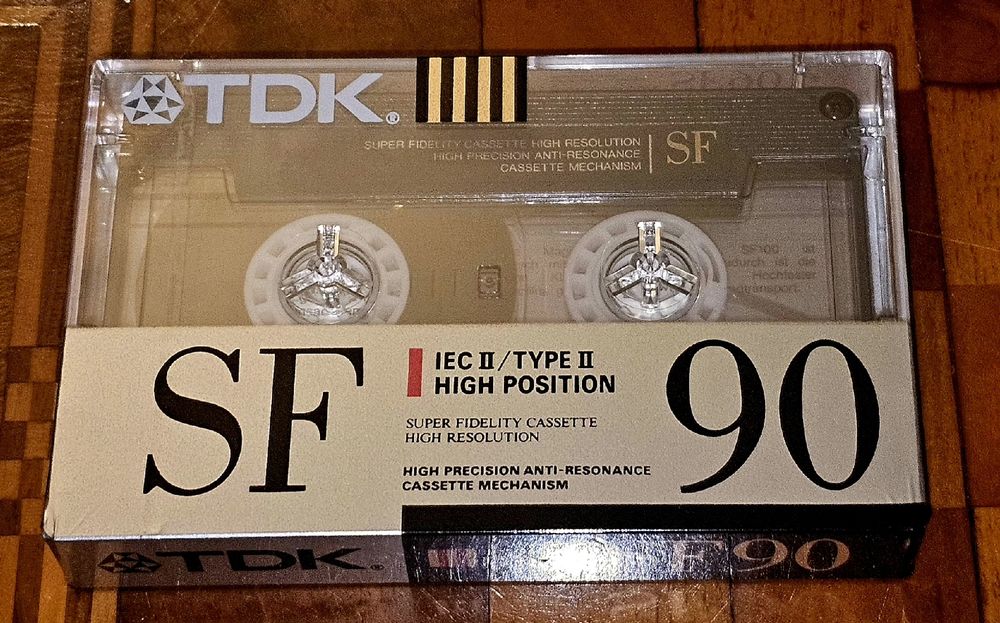 TDK®
SUPER FIDELITY CASSETTE HIGH RESOLUTION
HIGH PRECISION ANTI-RESONANCE
CASSETTE MECHANISM
SF
SF
IEC II/TYPE II
HIGH POSITION
SUPER FIDELITY CASSETTE
HIGH RESOLUTION
HIGH PRECISION ANTI-RESONANCE
CASSETTE MECHANISM
90
TDK®
F90